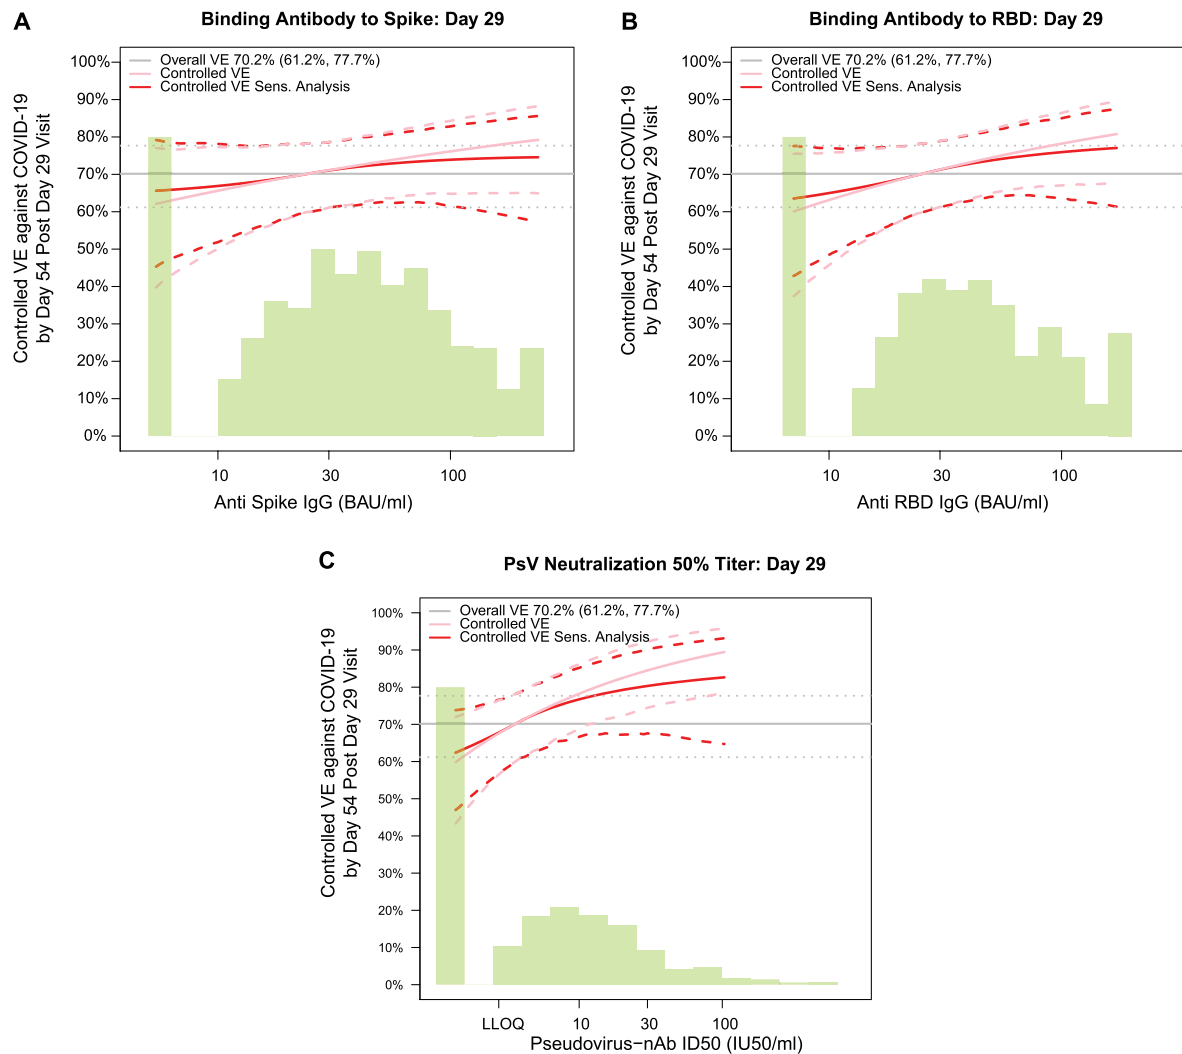 A
Binding Antibody to Spike: Day 29
Controlled VE against COVID-19
by Day 54 Post Day 29 Visit
100%
90%
80%
70%
60%
50%
40%
30%
20%
10%
0%
Overall VE 70.2% (61.2%, 77.7%)
Controlled VE
Controlled VE Sens. Analysis
10 30 100
Anti Spike IgG (BAU/ml)
B
Binding Antibody to RBD: Day 29
Controlled VE against COVID-19
by Day 54 Post Day 29 Visit
100%
90%
80%
70%
60%
50%
40%
30%
20%
10%
0%
Overall VE 70.2% (61.2%, 77.7%)
Controlled VE
Controlled VE Sens. Analysis
10 30 100
Anti RBD IgG (BAU/ml)
C
PsV Neutralization 50% Titer: Day 29
Controlled VE against COVID-19
by Day 54 Post Day 29 Visit
100%
90%
80%
70%
60%
50%
40%
30%
20%
10%
0%
Overall VE 70.2% (61.2%, 77.7%)
Controlled VE
Controlled VE Sens. Analysis
LLOQ 10 30 100
Pseudovirus−nAb ID50 (IU50/ml)